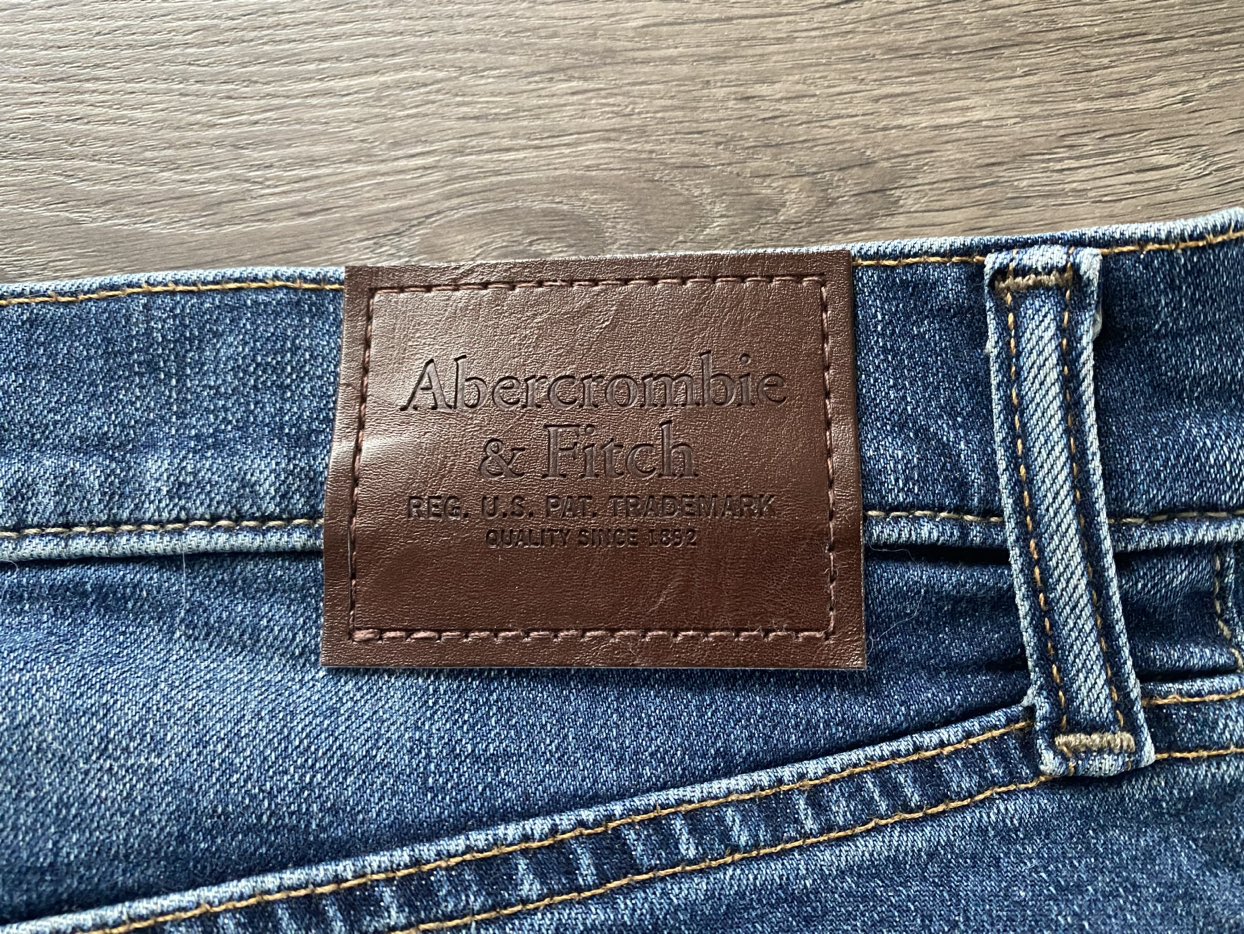 Abercrombie
& Fitch
REG. U.S. PAT. TRADEMARK
QUALITY SINCE 1892